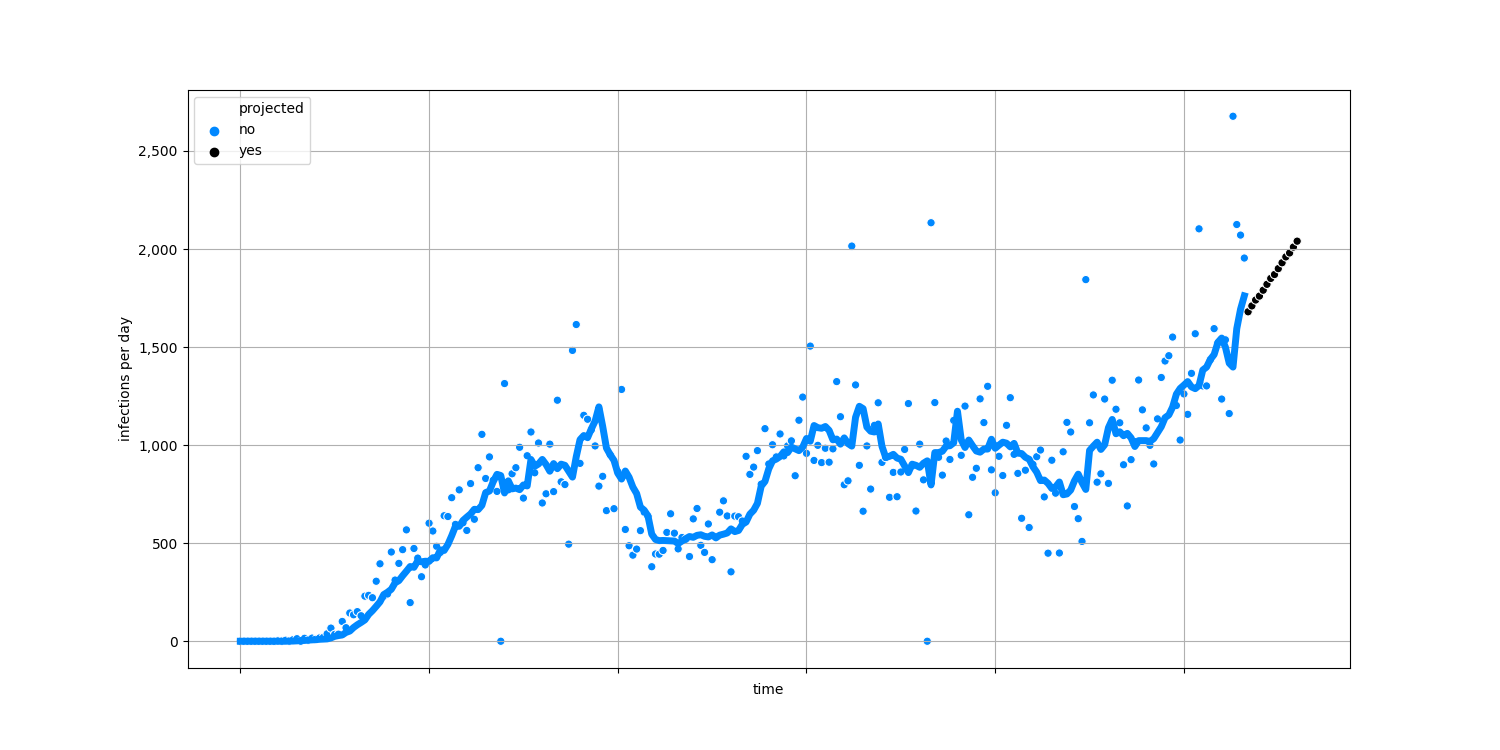 projected
no
yes
2,500
2,000
1,500
1,000
500
0
infections per day
time